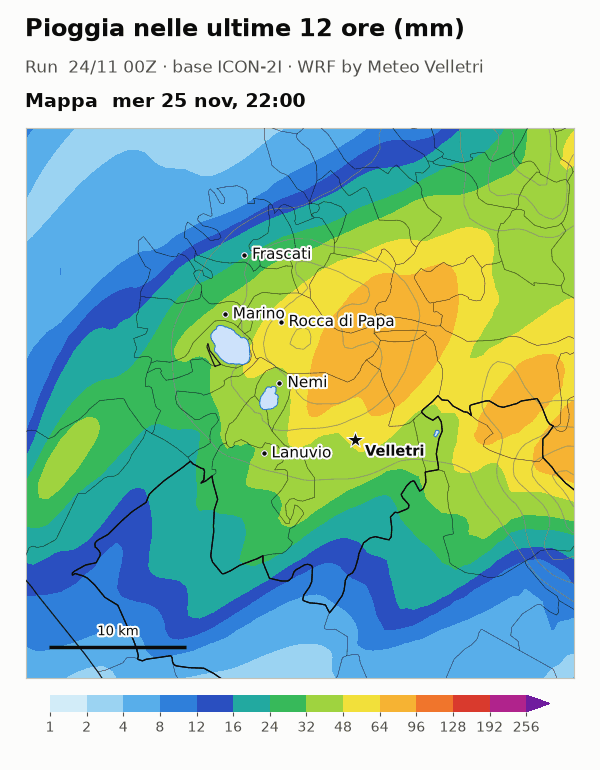 Pioggia nelle ultime 12 ore (mm)
Run  24/11 00Z · base ICON-2I · WRF by Meteo Velletri
Mappa  mer 25 nov, 22:00
Frascati
Marino
Rocca di Papa
Nemi
Velletri
Lanuvio
10 km
1 2 4 8 12 16 24 32 48 64 96 128 192 256